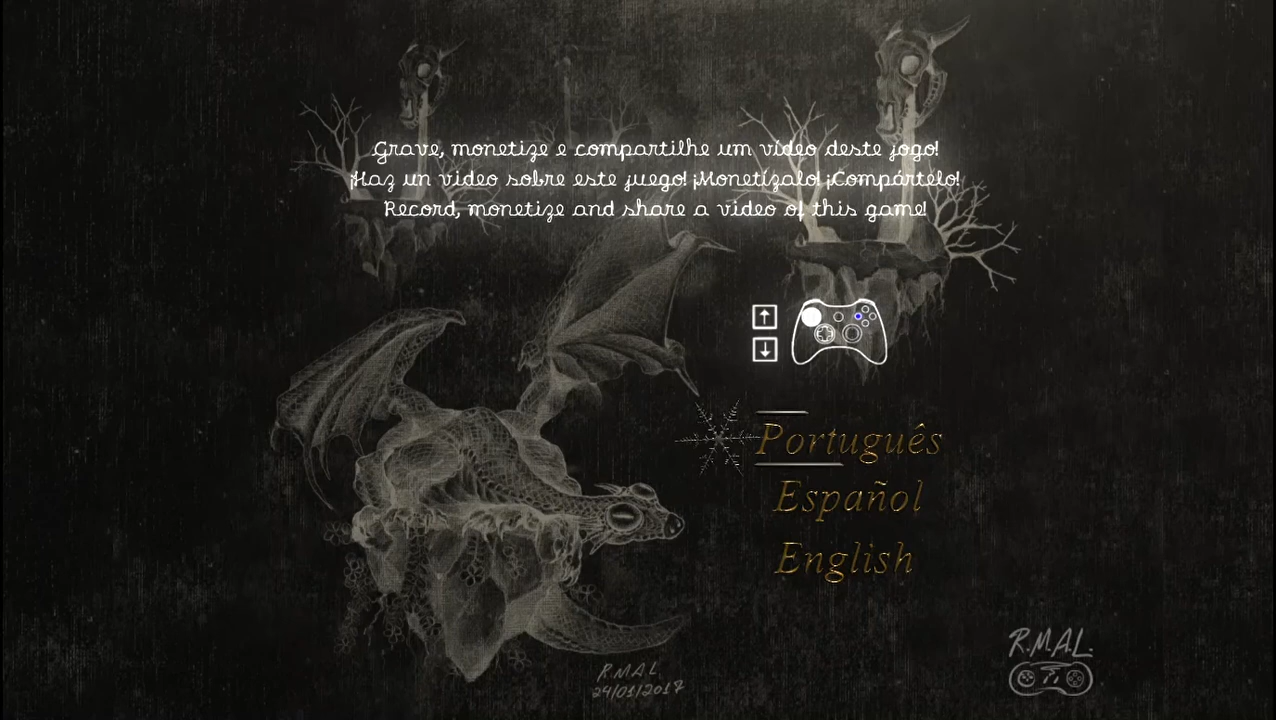 Grave, monetize e compartilhe um vídeo deste jogo!
¡Haz un vídeo sobre este juego! ¡Monetízalo! ¡Compártelo!
Record, monetize and share a video of this game!
Português
Español
English
R.M.A.L.
R.M.A.L.
24/01/2017